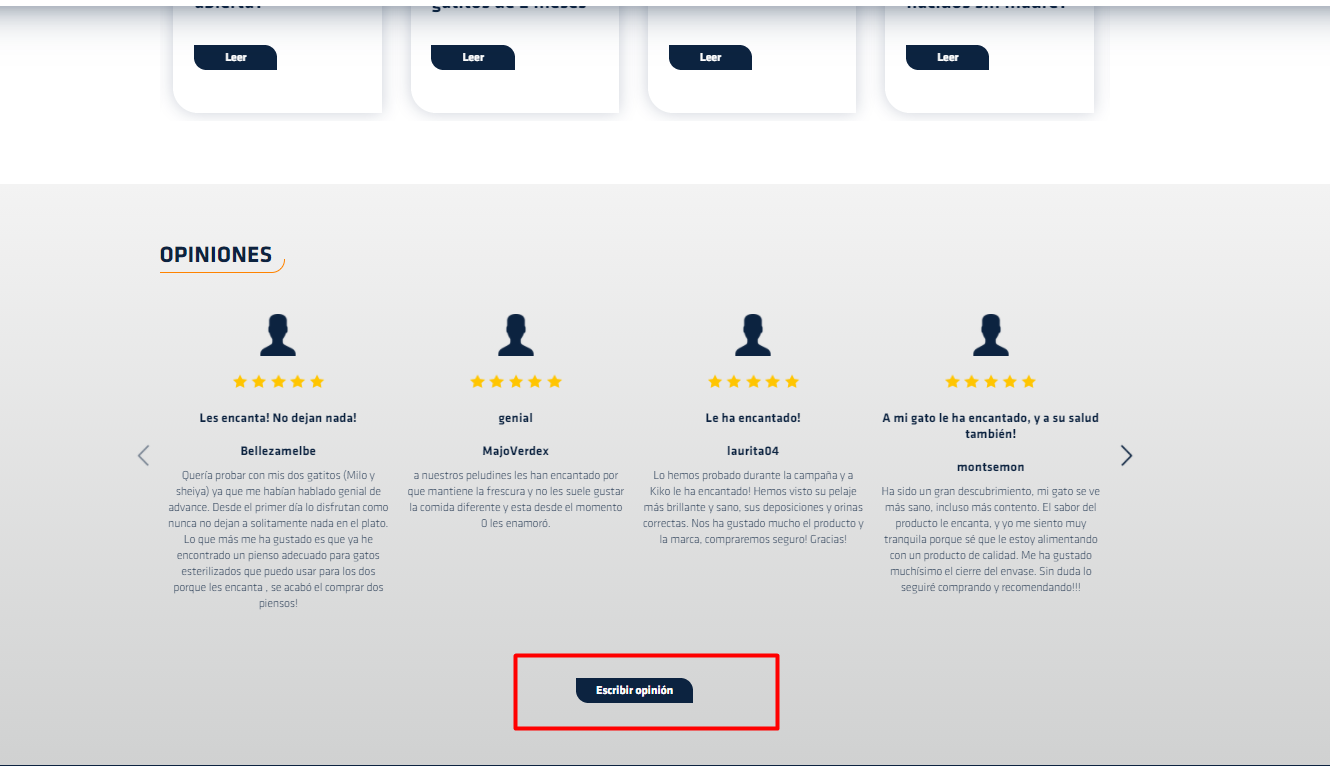 gatitos de 2 meses
Leer
Leer
Leer
Leer
OPINIONES
Les encanta! No dejan nada!
Bellezamelbe
Quería probar con mis dos gatitos (Milo y
sheiya) ya que me habían hablado genial de
advance. Desde el primer día lo disfrutan como
nunca no dejan a solitamente nada en el plato.
Lo que más me ha gustado es que ya he
encontrado un pienso adecuado para gatos
esterilizados que puedo usar para los dos
porque les encanta , se acabó el comprar dos
piensos!
genial
MajoVerdex
a nuestros peludines les han encantado por
que mantiene la frescura y no les suele gustar
la comida diferente y esta desde el momento
0 les enamoró.
Le ha encantado!
laurita04
Lo hemos probado durante la campaña y a
Kiko le ha encantado! Hemos visto su pelaje
más brillante y sano, sus deposiciones y orinas
correctas. Nos ha gustado mucho el producto y
la marca, compraremos seguro! Gracias!
A mi gato le ha encantado, y a su salud
también!
montsemon
Ha sido un gran descubrimiento, mi gato se ve
más sano, incluso más contento. El sabor del
producto le encanta, y yo me siento muy
tranquila porque sé que le estoy alimentando
con un producto de calidad. Me ha gustado
muchísimo el cierre del envase. Sin duda lo
seguiré comprando y recomendando!!!
Escribir opinión